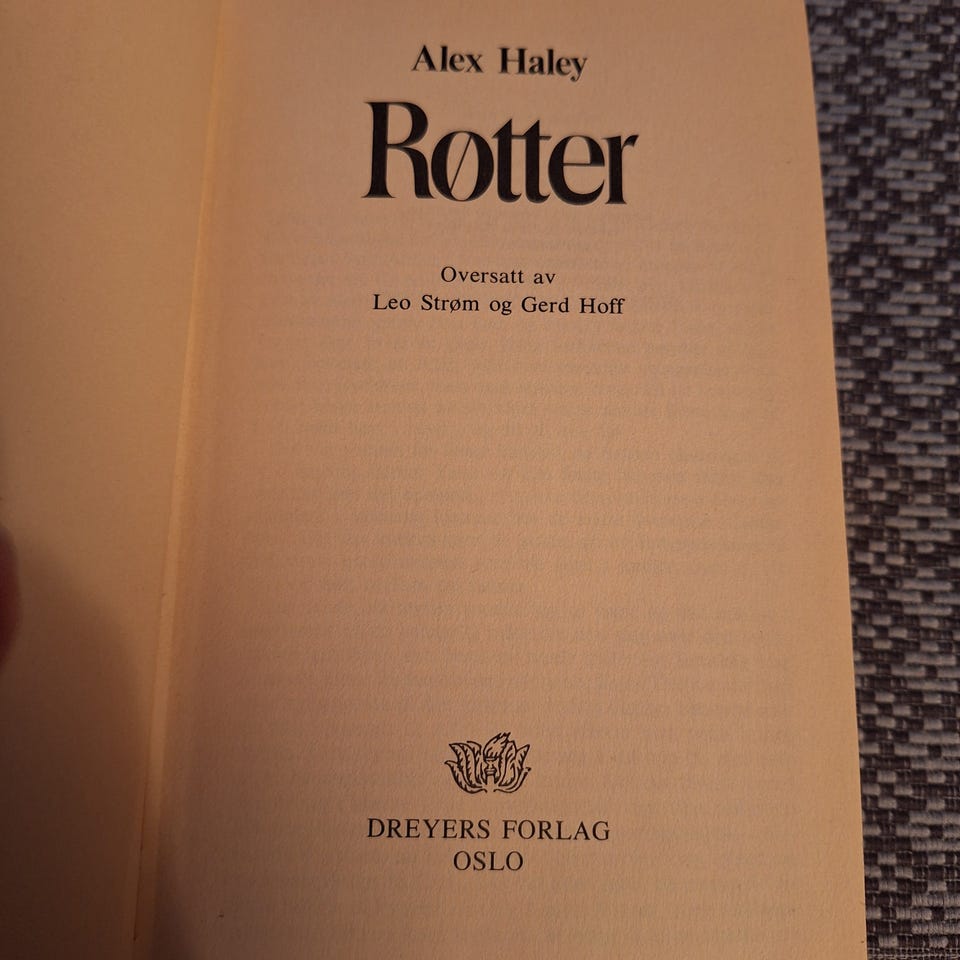 Alex Haley
Røtter
Oversatt av
Leo Strøm og Gerd Hoff
DREYERS FORLAG
OSLO